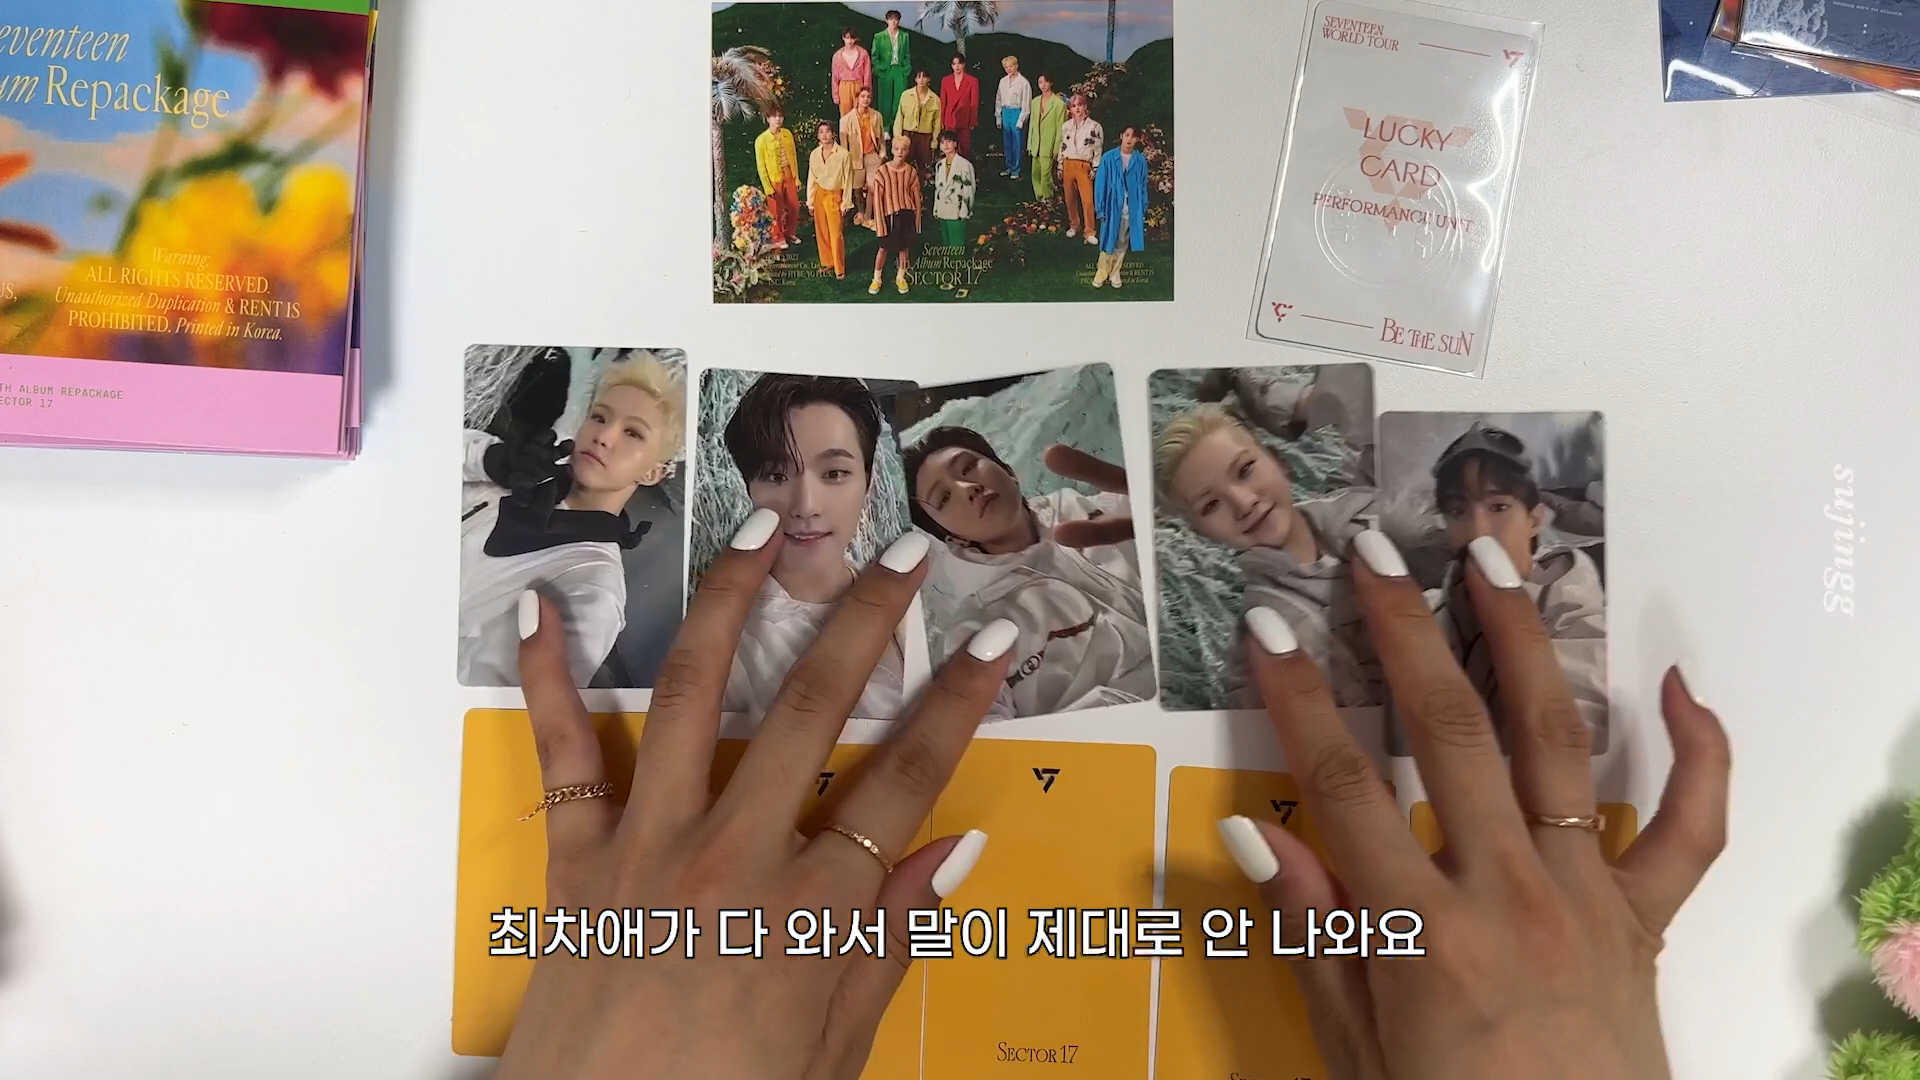 Seventeen
Album Repackage
Warning:
ALL RIGHTS RESERVED.
Unauthorized Duplication & RENT IS
PROHIBITED. Printed in Korea.
TH ALBUM REPACKAGE
SECTOR 17
Seventeen
Album Repackage
SECTOR 17
SEVENTEEN
WORLD TOUR
LUCKY
CARD
PERFORMANCE UNIT
BE THE SUN
sujingg
최차애가 다 와서 말이 제대로 안 나와요
SECTOR 17